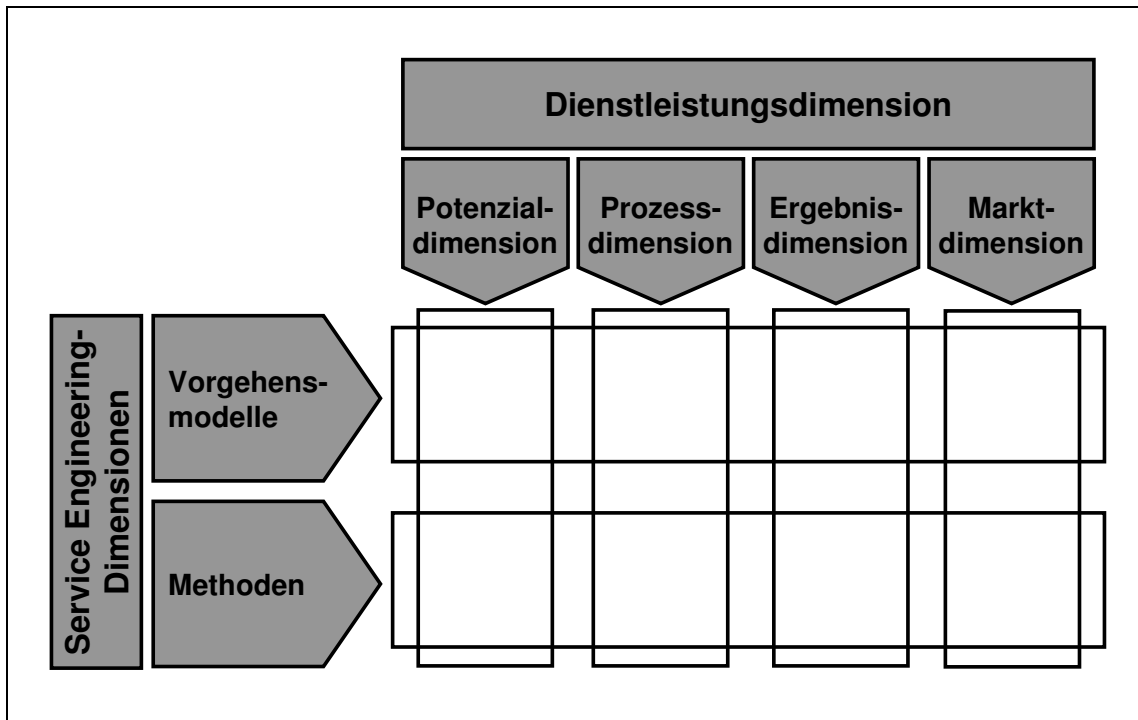 Dienstleistungsdimension
Potenzial-
dimension
Prozess-
dimension
Ergebnis-
dimension
Markt-
dimension
Service Engineering-
Dimensionen
Vorgehens-
modelle
Methoden